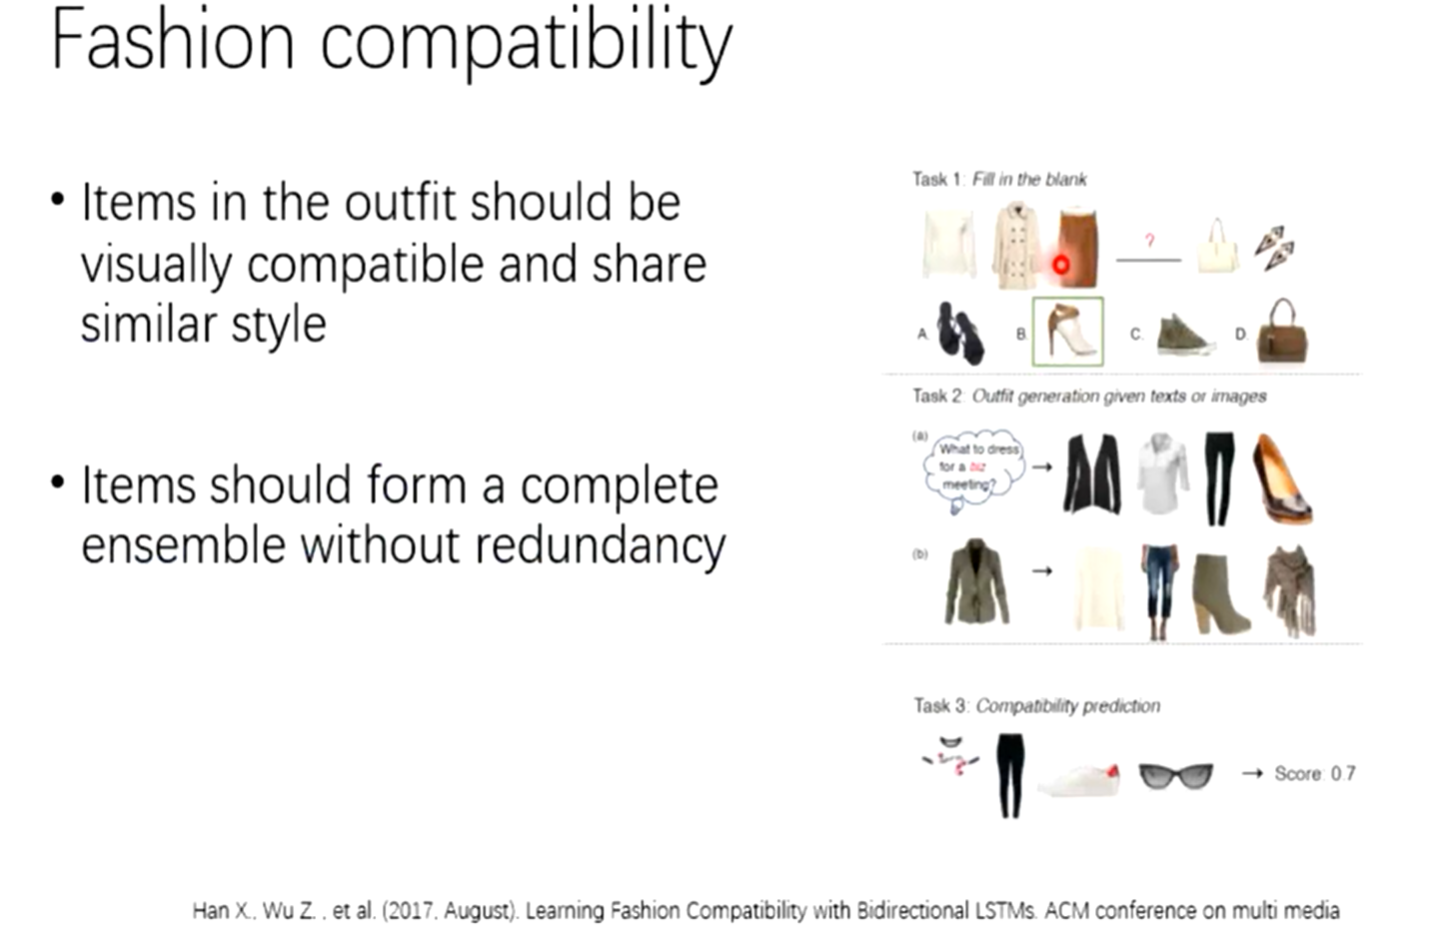 Fashion compatibility
• Items in the outfit should be
visually compatible and share
similar style
• Items should form a complete
ensemble without redundancy
Task 1: Fill in the blank
?
A. B. C. D.
Task 2: Outfit generation given texts or images
(a)
What to dress
for a biz
meeting?
(b)
Task 3: Compatibility prediction
Score: 0.7
Han X., Wu Z. , et al. (2017, August). Learning Fashion Compatibility with Bidirectional LSTMs. ACM conference on multi media